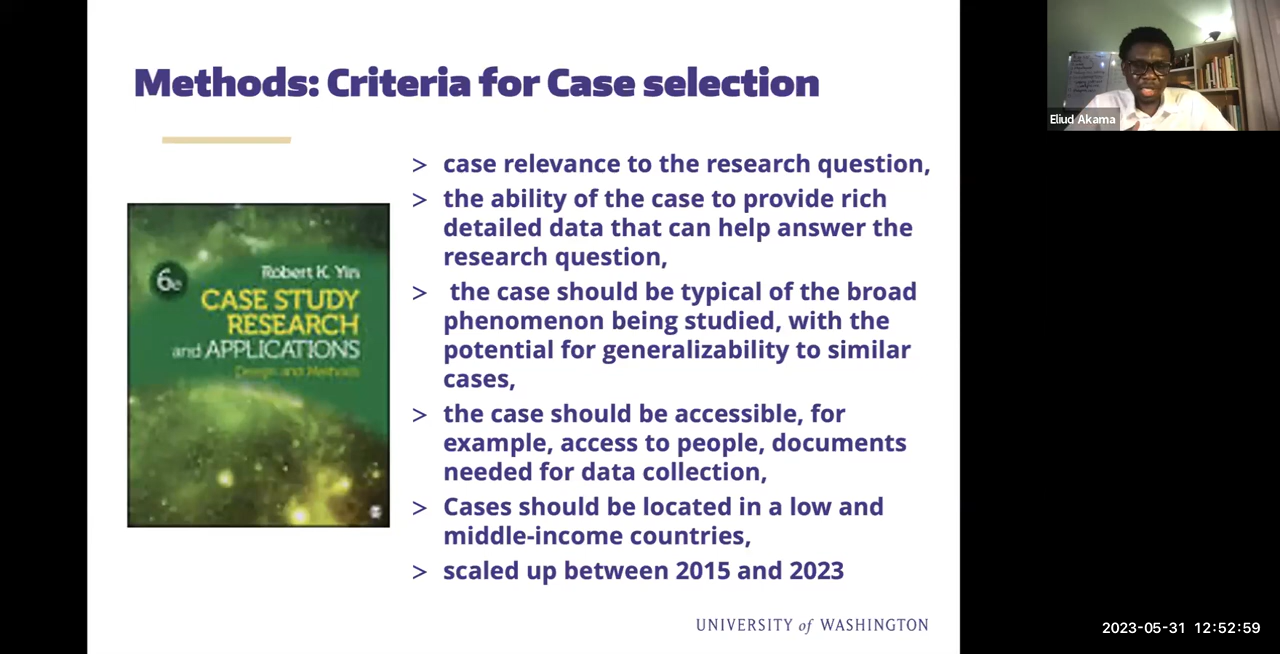 Methods: Criteria for Case selection
> case relevance to the research question,
> the ability of the case to provide rich
detailed data that can help answer the
research question,
> the case should be typical of the broad
phenomenon being studied, with the
potential for generalizability to similar
cases,
> the case should be accessible, for
example, access to people, documents
needed for data collection,
> Cases should be located in a low and
middle-income countries,
> scaled up between 2015 and 2023
6e
Robert K. Yin
CASE STUDY
RESEARCH
and APPLICATIONS
Design and Methods
UNIVERSITY of WASHINGTON
Eliud Akama
2023-05-31 12:52:59